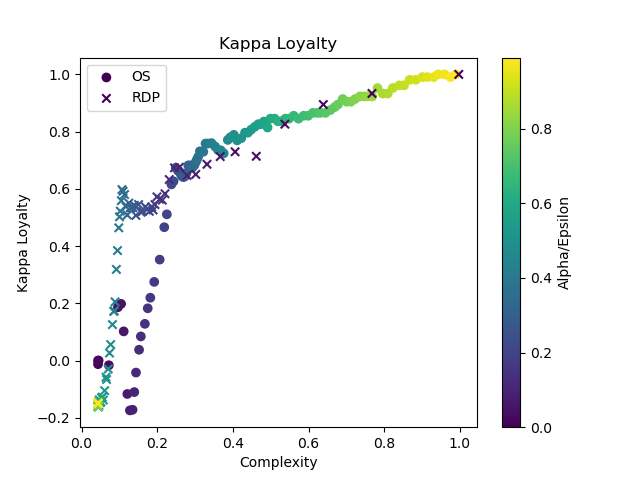 Kappa Loyalty
OS
RDP
1.0
0.8
0.6
0.4
0.2
0.0
−0.2
Kappa Loyalty
0.0 0.2 0.4 0.6 0.8 1.0
Complexity
0.8
0.6
0.4
0.2
0.0
Alpha/Epsilon